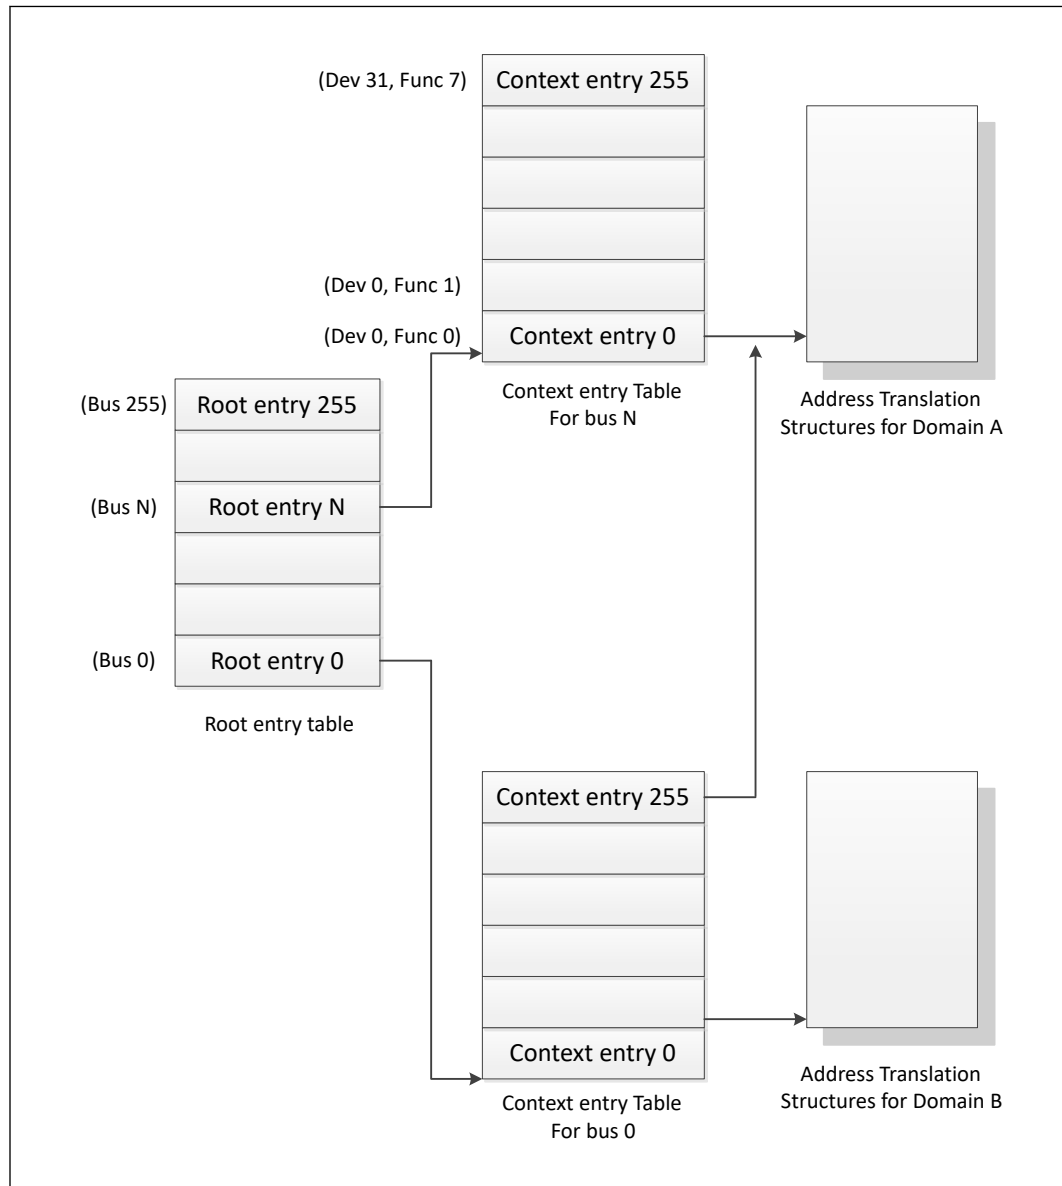 (Dev 31, Func 7)
Context entry 255
(Dev 0, Func 1)
(Dev 0, Func 0)
Context entry 0
Context entry Table
For bus N
Address Translation
Structures for Domain A
(Bus 255)
Root entry 255
(Bus N)
Root entry N
(Bus 0)
Root entry 0
Root entry table
Context entry 255
Context entry 0
Context entry Table
For bus 0
Address Translation
Structures for Domain B